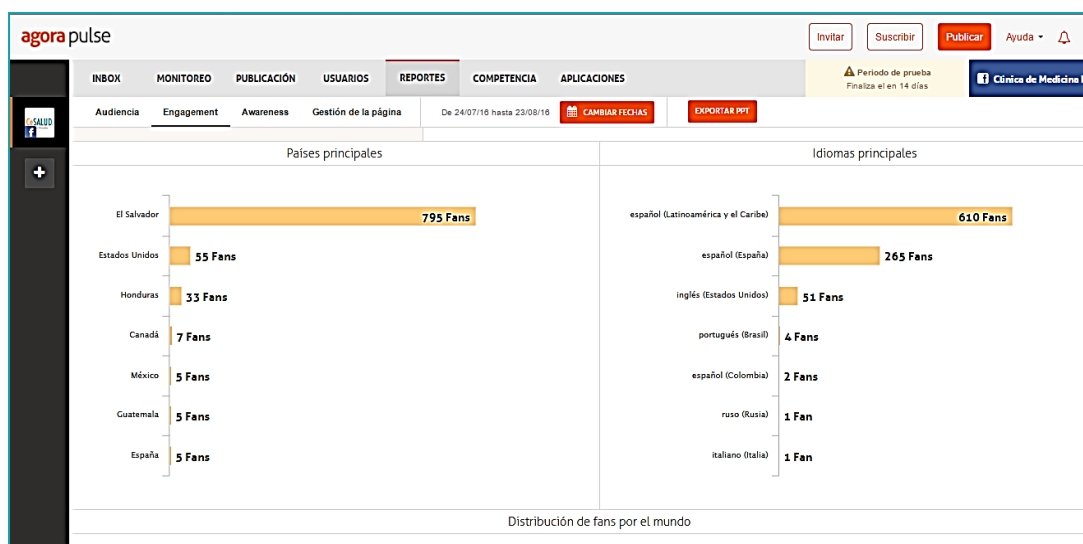 agorapulse
Invitar Suscribir Publicar Ayuda
INBOX MONITOREO PUBLICACIÓN USUARIOS REPORTES COMPETENCIA APLICACIONES
Periodo de prueba
Finaliza el en 14 días
Clínica de Medicina
Audiencia Engagement Awareness Gestión de la página De 24/07/16 hasta 23/08/16 CAMBIAR FECHAS EXPORTAR PPT
SALUD
Países principales
El Salvador 795 Fans
Estados Unidos 55 Fans
Honduras 33 Fans
Canadá 7 Fans
México 5 Fans
Guatemala 5 Fans
España 5 Fans
Idiomas principales
español (Latinoamérica y el Caribe) 610 Fans
español (España) 265 Fans
inglés (Estados Unidos) 51 Fans
portugués (Brasil) 4 Fans
español (Colombia) 2 Fans
ruso (Rusia) 1 Fan
italiano (Italia) 1 Fan
Distribución de fans por el mundo